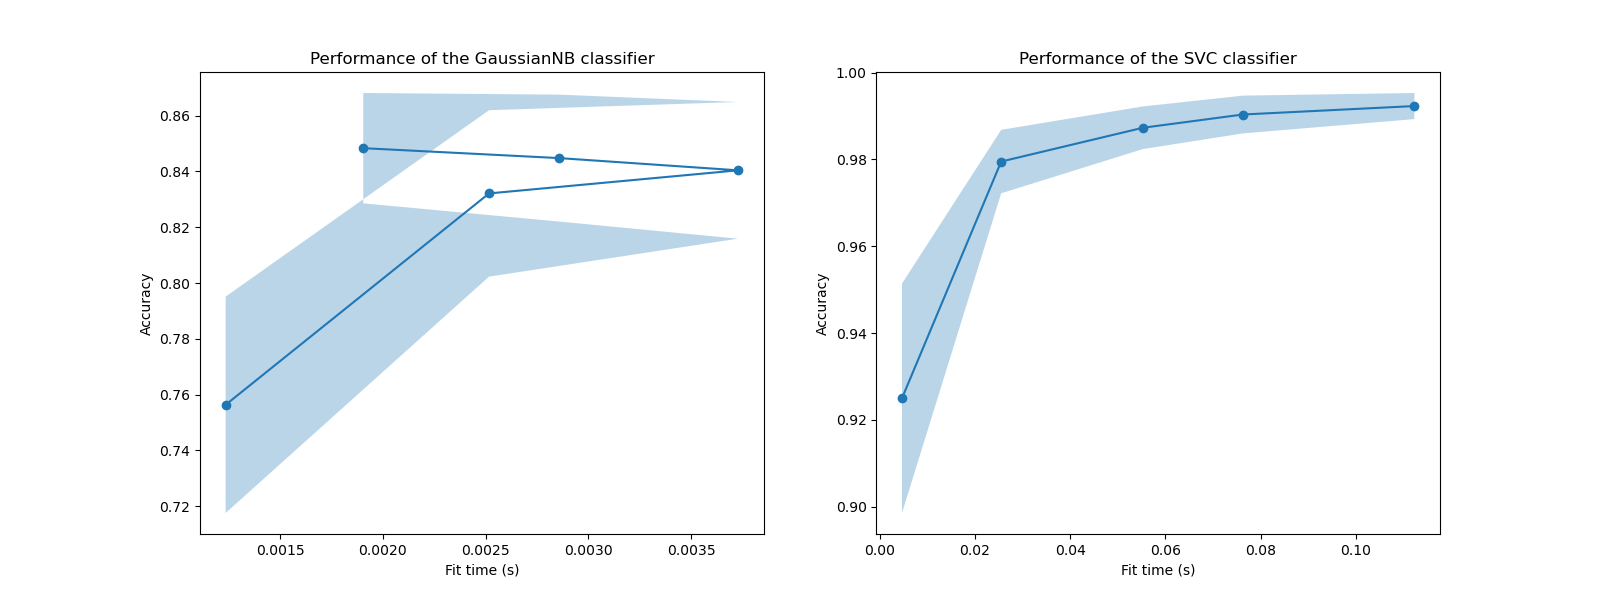 Performance of the GaussianNB classifier
0.86
0.84
0.82
0.80
0.78
0.76
0.74
0.72
Accuracy
0.0015 0.0020 0.0025 0.0030 0.0035
Fit time (s)
Performance of the SVC classifier
1.00
0.98
0.96
0.94
0.92
0.90
Accuracy
0.00 0.02 0.04 0.06 0.08 0.10
Fit time (s)